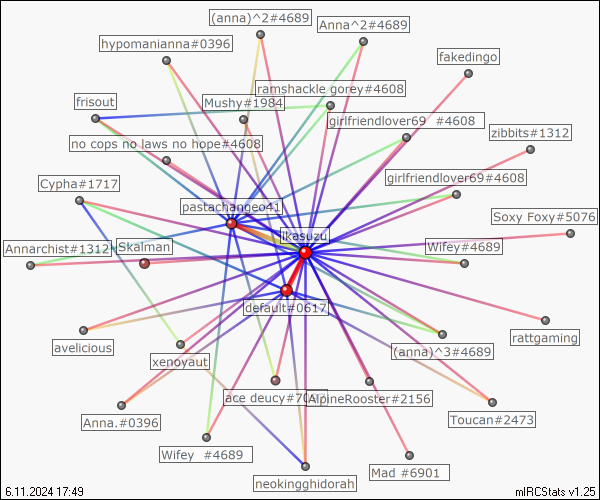 (anna)^2#4689
Anna^2#4689
hypomanianna#0396
fakedingo
ramshackle gorey#4608
frisout
Mushy#1984
girlfriendlover69 #4608
zibbits#1312
no cops no laws no hope#4608
Cypha#1717
girlfriendlover69#4608
pastachangeo41
Soxy Foxy#5076
ikasuzu
Annarchist#1312
Skalman
Wifey#4689
default#0617
rattgaming
avelicious
xenoyaut
(anna)^3#4689
ace deucy#70
AlpineRooster#2156
Anna.#0396
Toucan#2473
Wifey #4689
neokingghidorah
Mad #6901
6.11.2024 17:49
mIRCStats v1.25